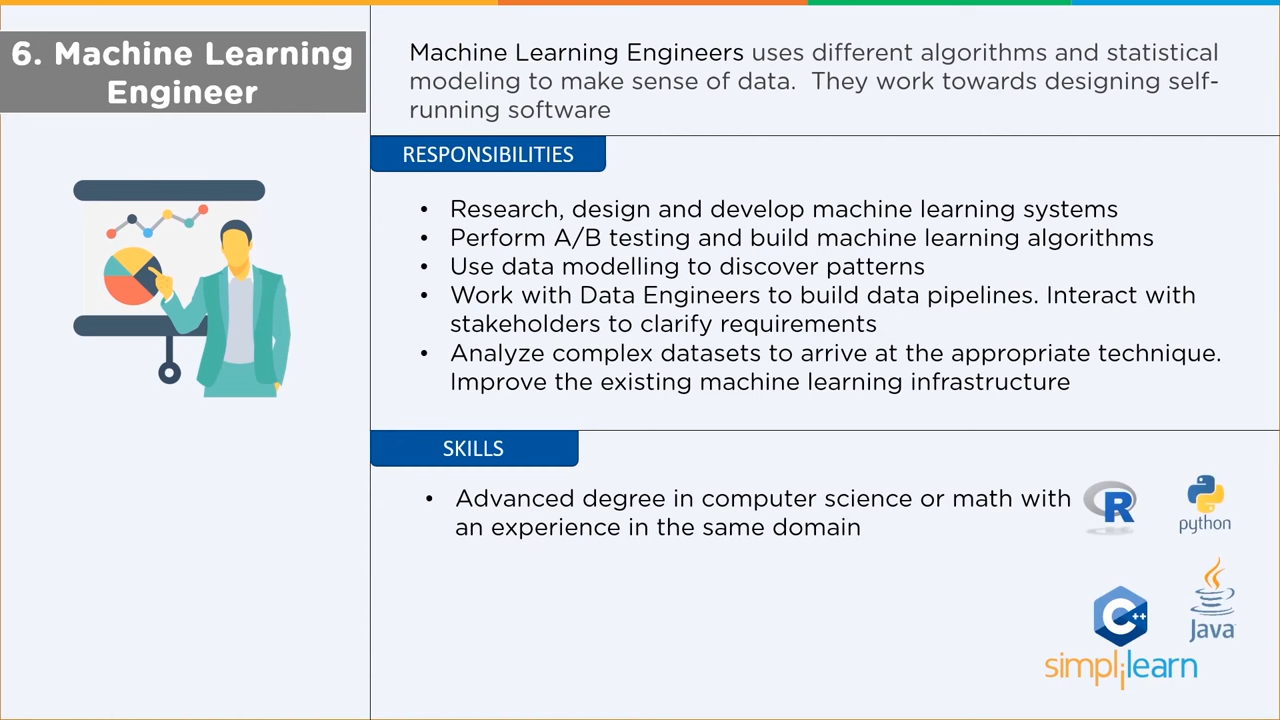 6. Machine Learning
Engineer
Machine Learning Engineers uses different algorithms and statistical
modeling to make sense of data.  They work towards designing self-
running software
RESPONSIBILITIES
• Research, design and develop machine learning systems
• Perform A/B testing and build machine learning algorithms
• Use data modelling to discover patterns
• Work with Data Engineers to build data pipelines. Interact with
stakeholders to clarify requirements
• Analyze complex datasets to arrive at the appropriate technique.
Improve the existing machine learning infrastructure
SKILLS
• Advanced degree in computer science or math with
an experience in the same domain
R
python
C++
Java
simplilearn